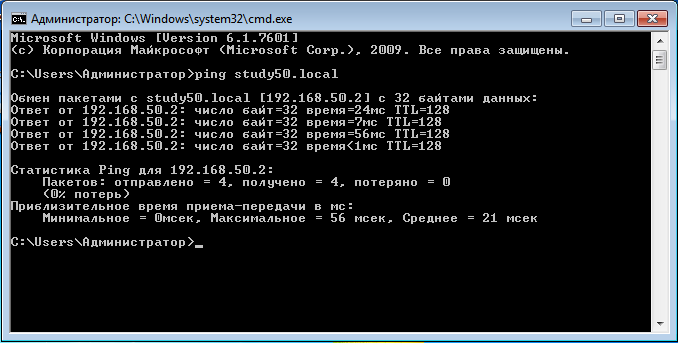 Администратор: C:\Windows\system32\cmd.exe
Microsoft Windows [Version 6.1.7601]
(c) Корпорация Майкрософт (Microsoft Corp.), 2009. Все права защищены.
C:\Users\Администратор>ping study50.local
Обмен пакетами с study50.local [192.168.50.2] с 32 байтами данных:
Ответ от 192.168.50.2: число байт=32 время=24мс TTL=128
Ответ от 192.168.50.2: число байт=32 время=7мс TTL=128
Ответ от 192.168.50.2: число байт=32 время=56мс TTL=128
Ответ от 192.168.50.2: число байт=32 время<1мс TTL=128
Статистика Ping для 192.168.50.2:
Пакетов: отправлено = 4, получено = 4, потеряно = 0
(0% потерь)
Приблизительное время приема-передачи в мс:
Минимальное = 0мсек, Максимальное = 56 мсек, Среднее = 21 мсек
C:\Users\Администратор>_